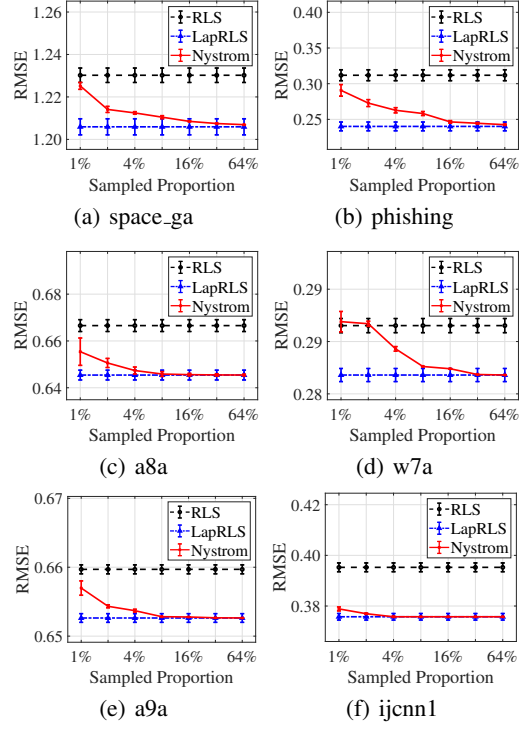 1.26
1.24
1.22
1.20
RMSE
RLS
LapRLS
Nystrom
1% 4% 16% 64%
Sampled Proportion
(a) space_ga
0.40
0.35
0.30
0.25
RMSE
RLS
LapRLS
Nystrom
1% 4% 16% 64%
Sampled Proportion
(b) phishing
0.68
0.66
0.64
RMSE
RLS
LapRLS
Nystrom
1% 4% 16% 64%
Sampled Proportion
(c) a8a
0.29
0.29
0.28
RMSE
RLS
LapRLS
Nystrom
1% 4% 16% 64%
Sampled Proportion
(d) w7a
0.67
0.66
0.65
RMSE
RLS
LapRLS
Nystrom
1% 4% 16% 64%
Sampled Proportion
(e) a9a
0.42
0.40
0.38
RMSE
RLS
LapRLS
Nystrom
1% 4% 16% 64%
Sampled Proportion
(f) ijcnn1